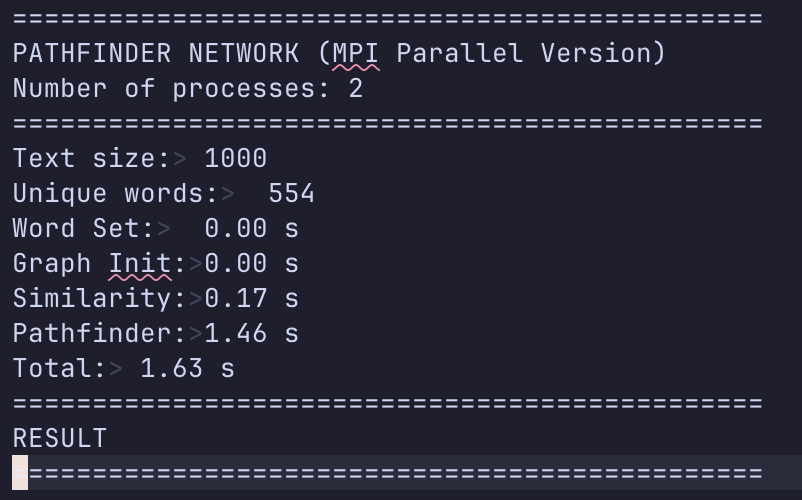 ===============================================
PATHFINDER NETWORK (MPI Parallel Version)
Number of processes: 2
===============================================
Text size:> 1000
Unique words:>  554
Word Set:>  0.00 s
Graph Init:>0.00 s
Similarity:>0.17 s
Pathfinder:>1.46 s
Total:> 1.63 s
===============================================
RESULT
===============================================